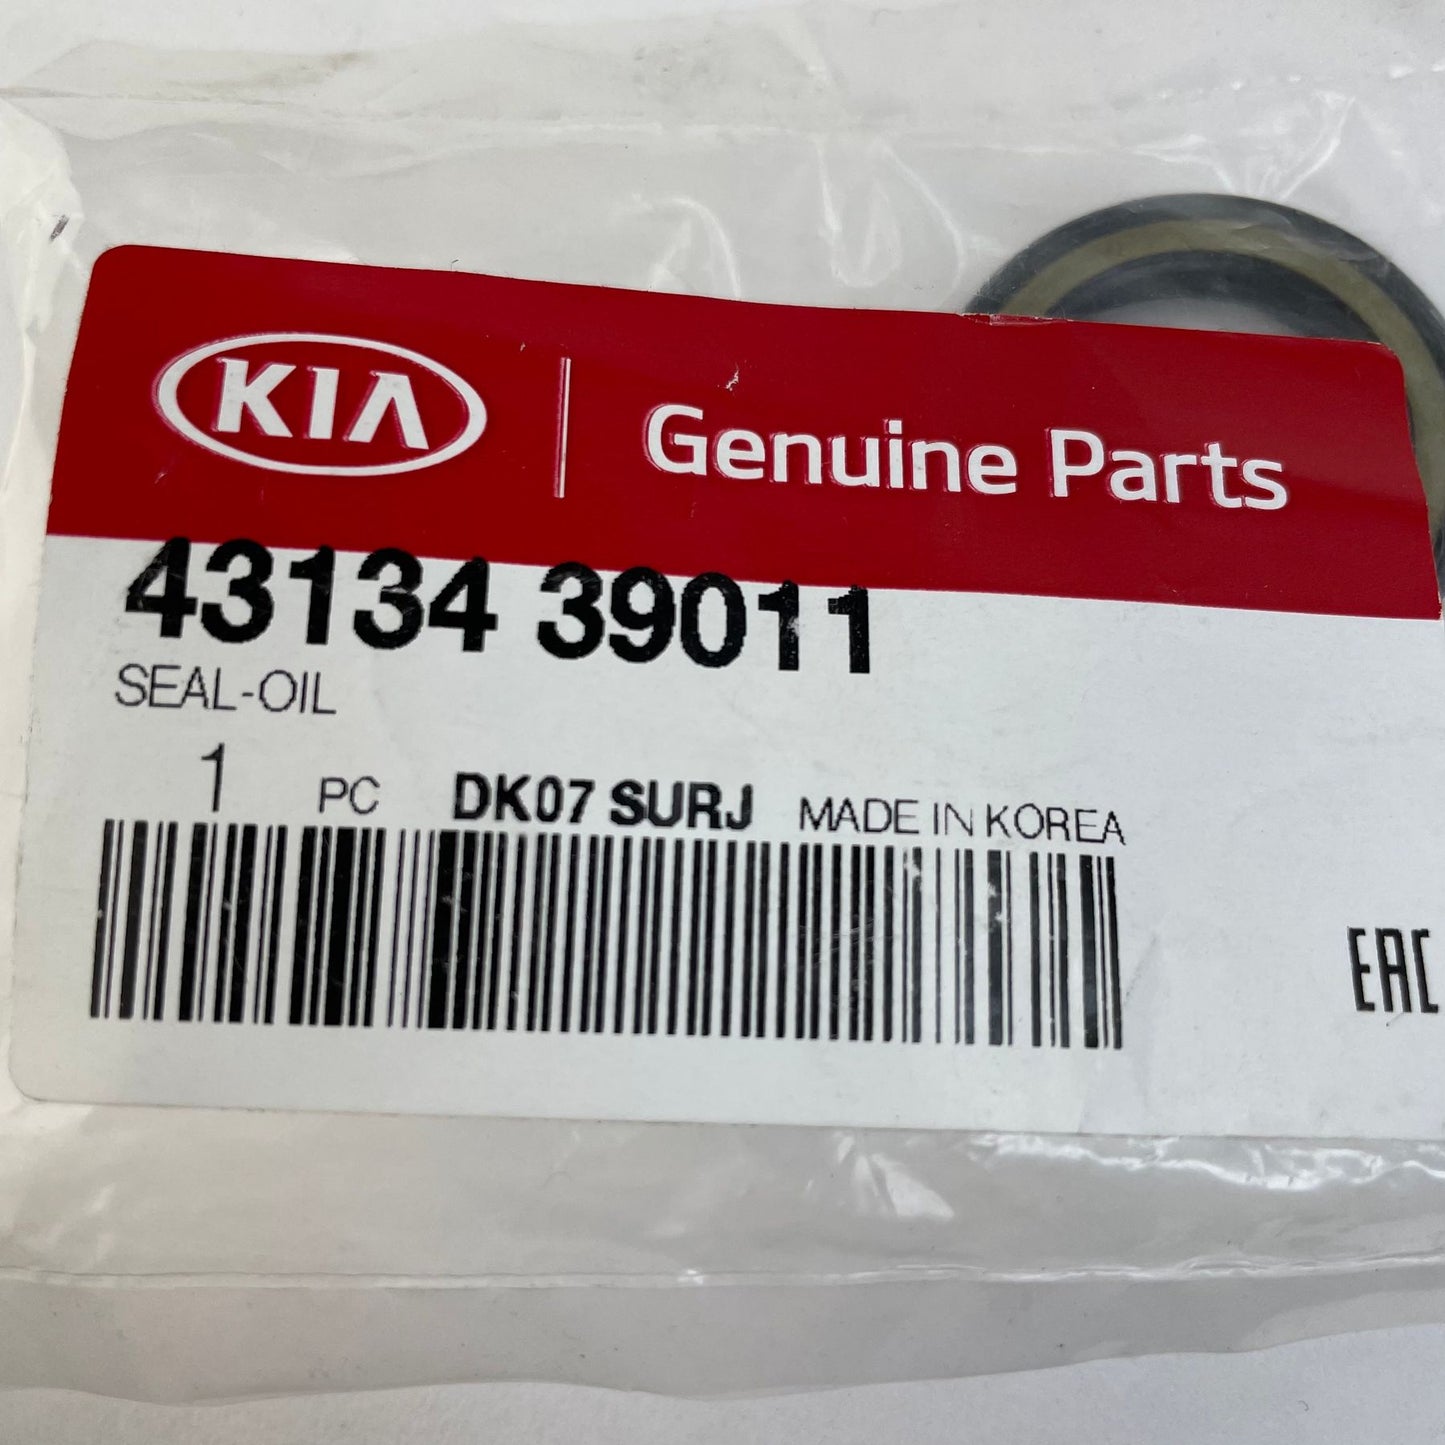 KIA Genuine Parts
43134 39011
SEAL-OIL
1 PC DK07 SURJ MADE IN KOREA
EAC